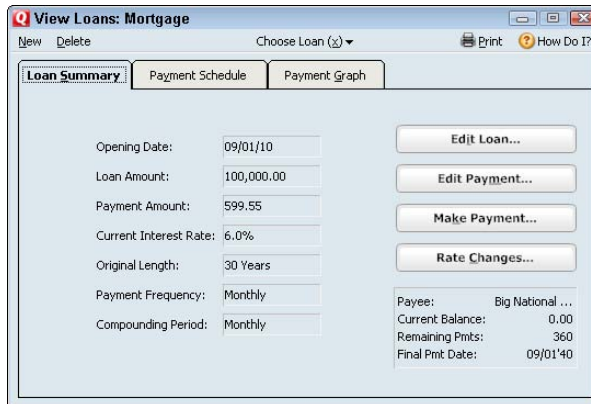 View Loans: Mortgage
New Delete Choose Loan (x) Print How Do I?
Loan Summary Payment Schedule Payment Graph
Opening Date: 09/01/10
Loan Amount: 100,000.00
Payment Amount: 599.55
Current Interest Rate: 6.0%
Original Length: 30 Years
Payment Frequency: Monthly
Compounding Period: Monthly
Edit Loan...
Edit Payment...
Make Payment...
Rate Changes...
Payee: Big National ...
Current Balance: 0.00
Remaining Pmts: 360
Final Pmt Date: 09/01'40